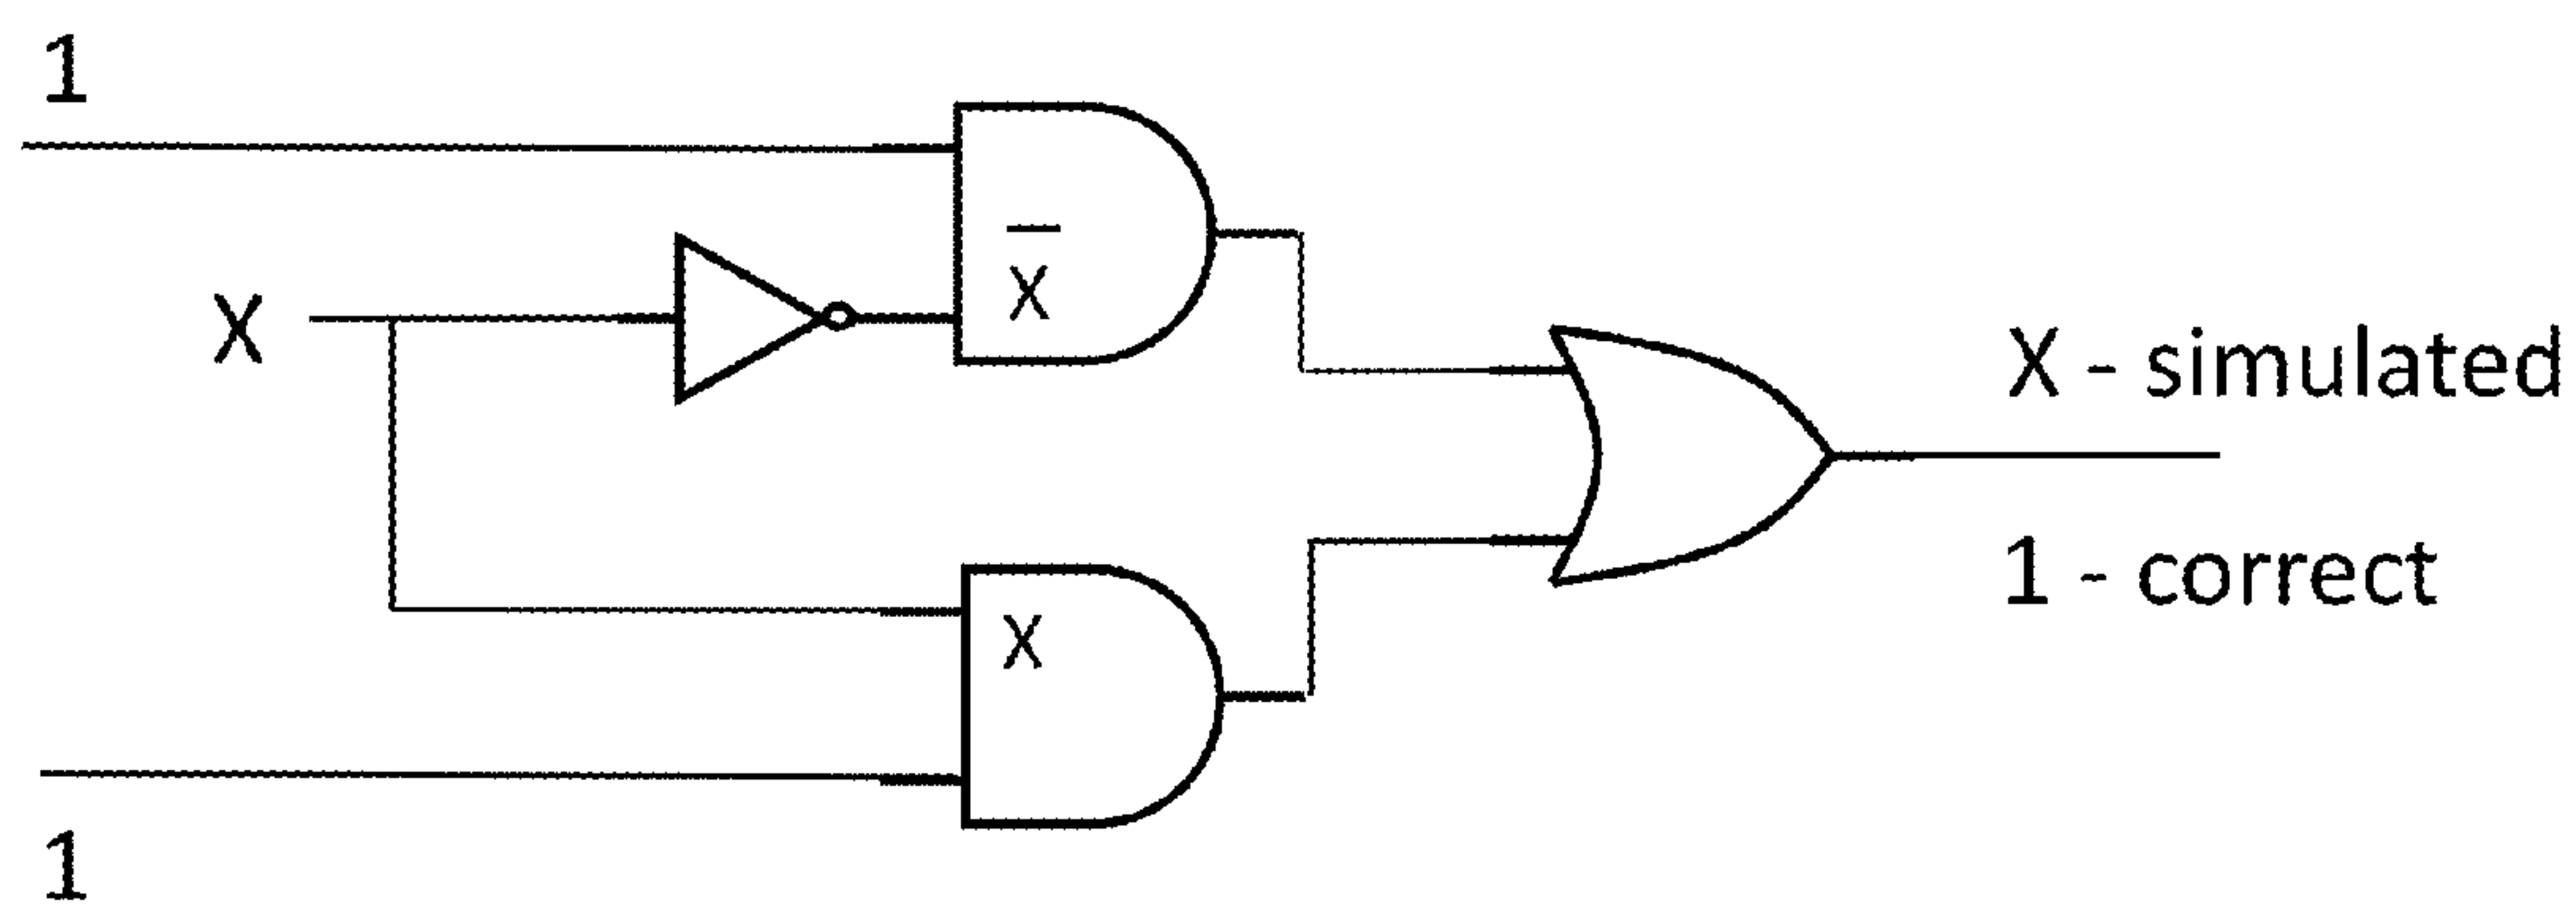 1
X̅
X
X - simulated
1 - correct
X
1